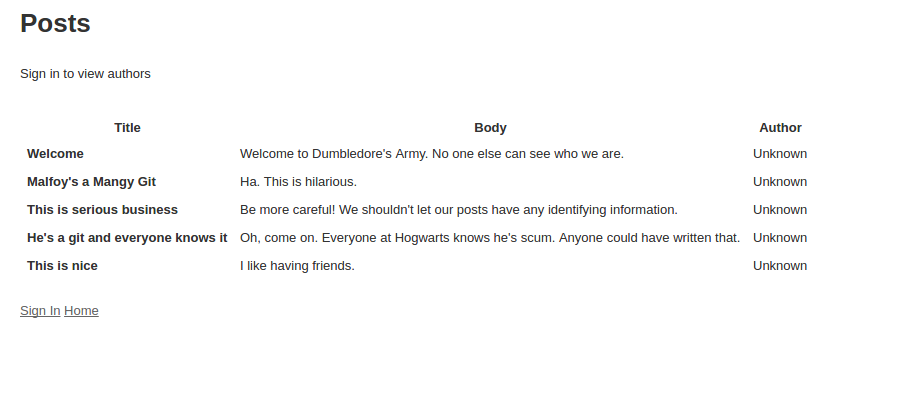 Posts
Sign in to view authors
Title Body Author
Welcome Welcome to Dumbledore's Army. No one else can see who we are. Unknown
Malfoy's a Mangy Git Ha. This is hilarious. Unknown
This is serious business Be more careful! We shouldn't let our posts have any identifying information. Unknown
He's a git and everyone knows it Oh, come on. Everyone at Hogwarts knows he's scum. Anyone could have written that. Unknown
This is nice I like having friends. Unknown
Sign In Home